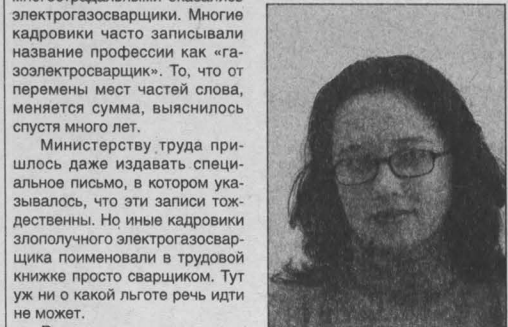 многострадальными оказались
электрогазосварщики. Многие
кадровики часто записывали
название профессии как «га-
зоэлектросварщик». То, что от
перемены мест частей слова,
меняется сумма, выяснилось
спустя много лет.
Министерству труда при-
шлось даже издавать специ-
альное письмо, в котором ука-
зывалось, что эти записи тож-
дественны. Но иные кадровики
злополучного электрогазосвар-
щика поименовали в трудовой
книжке просто сварщиком. Тут
уж ни о какой льготе речь идти
не может.